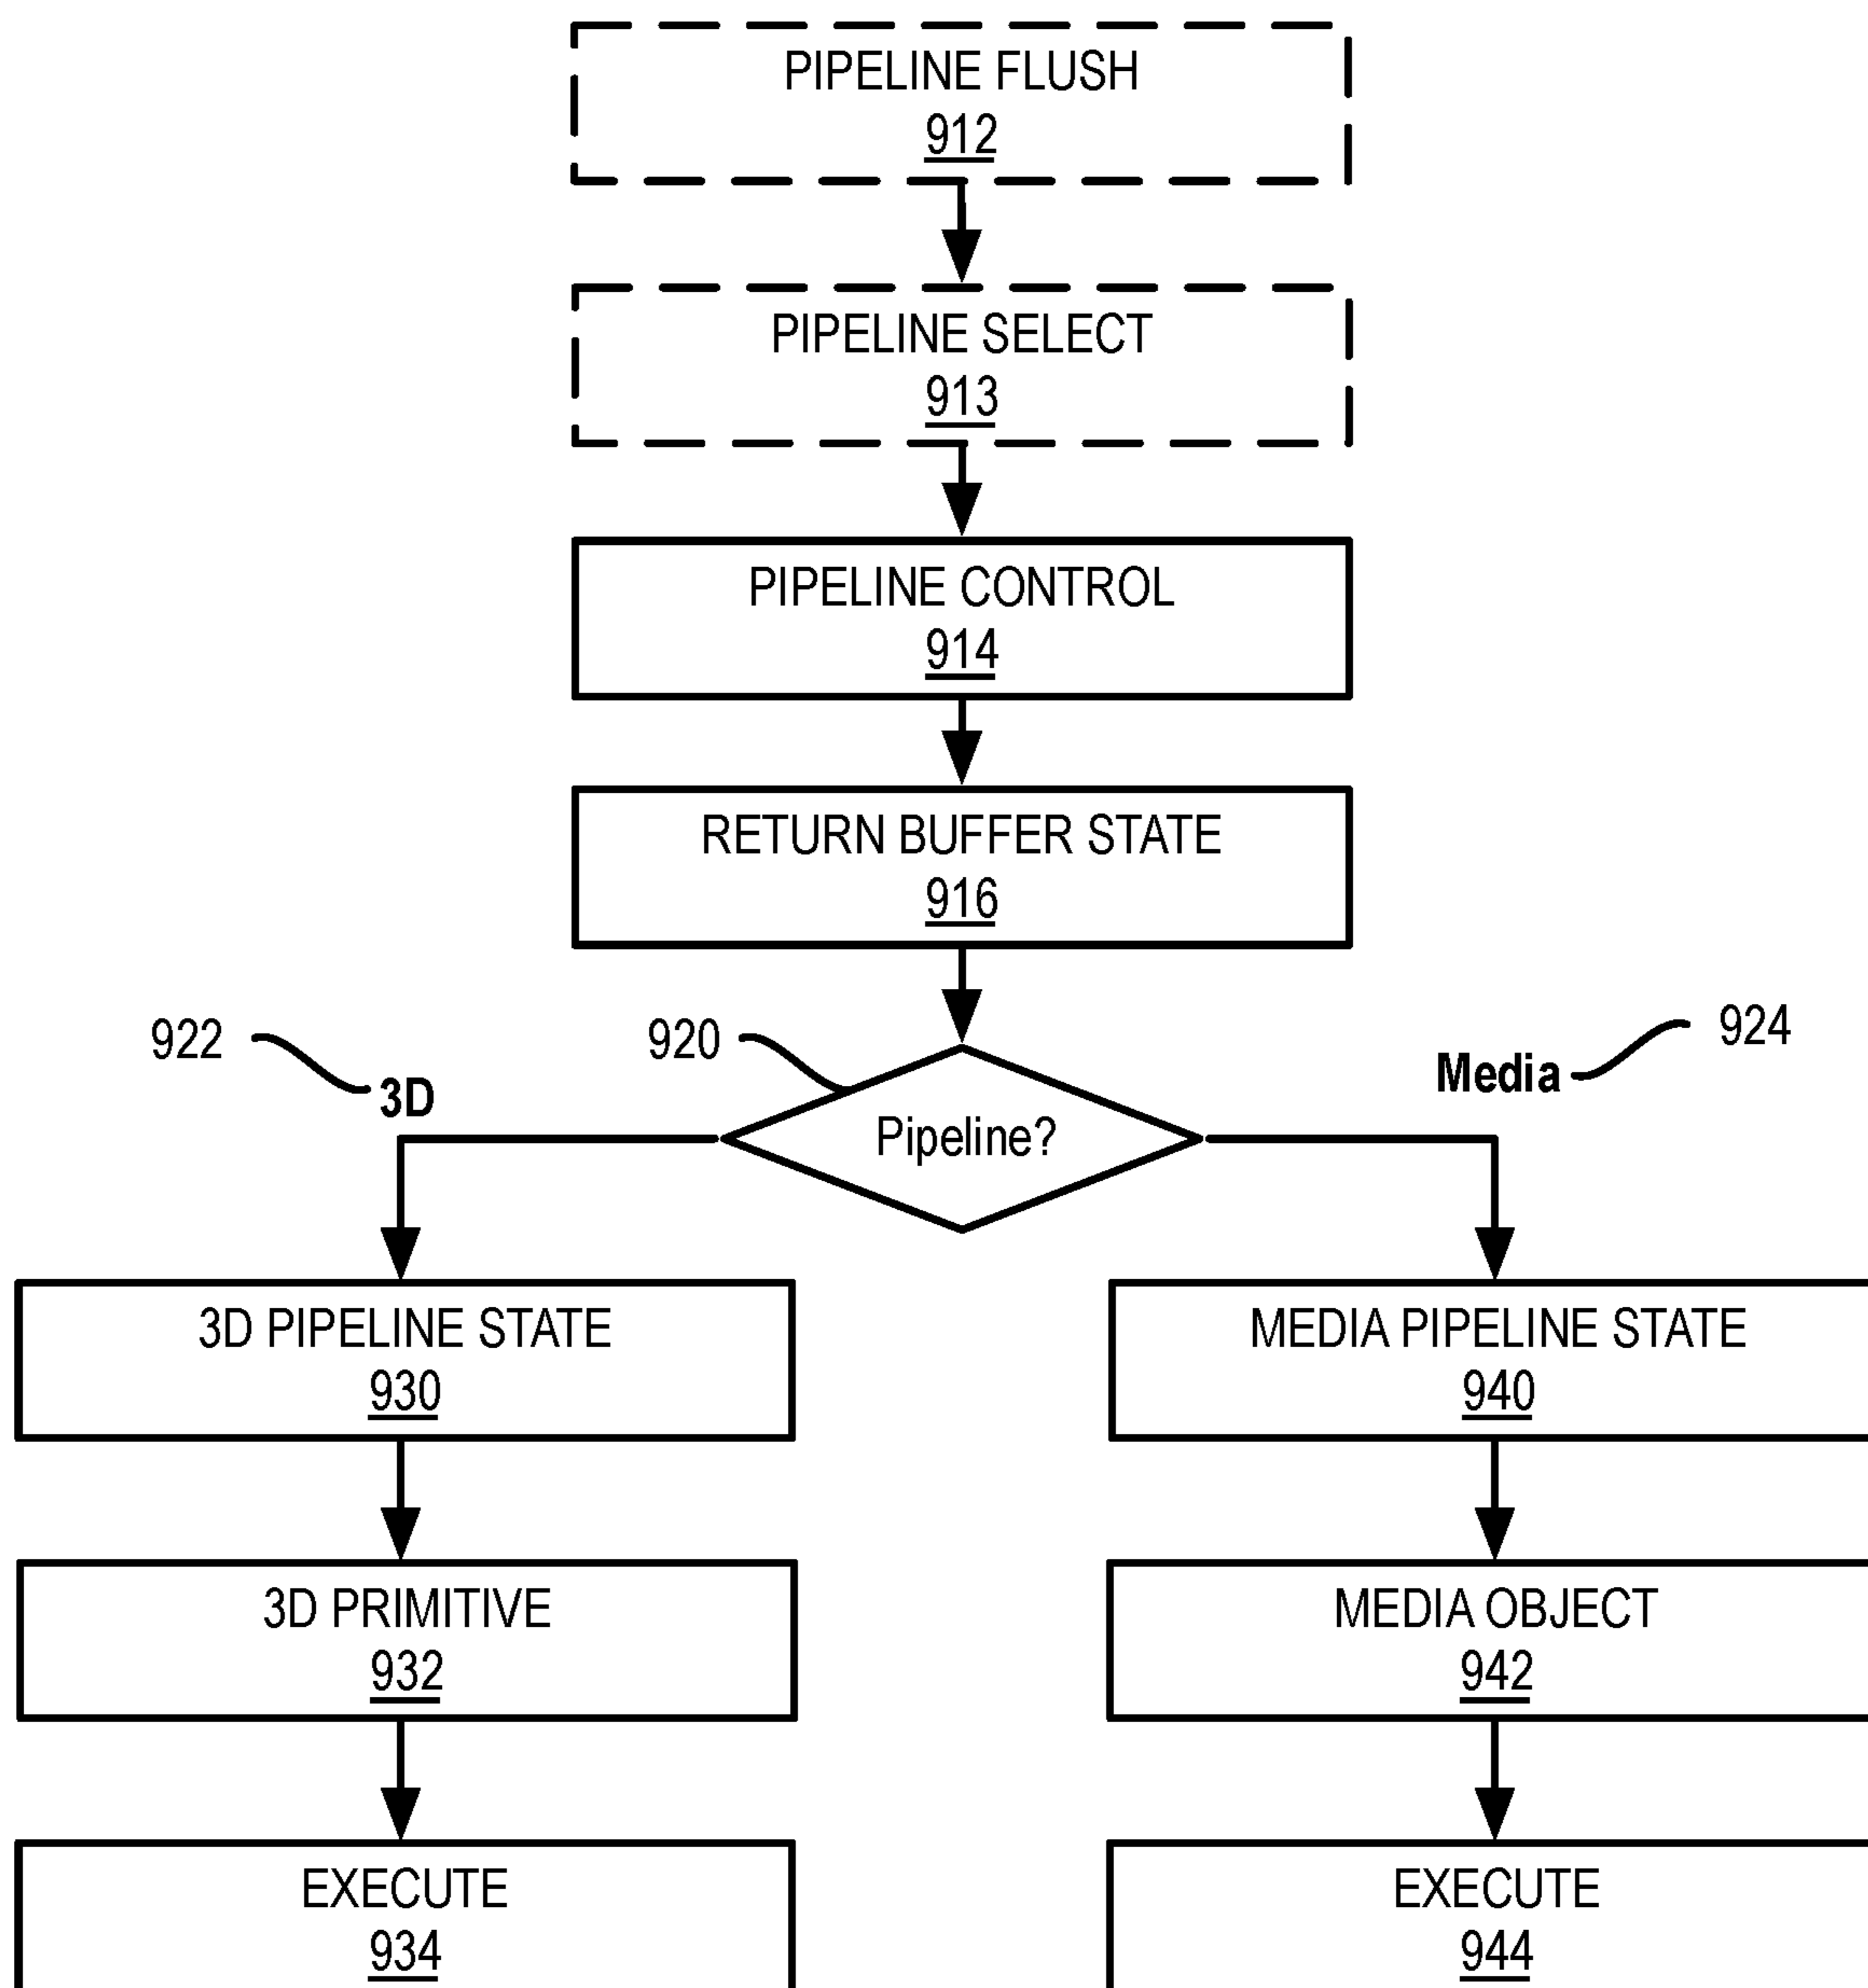 PIPELINE FLUSH
912
PIPELINE SELECT
913
PIPELINE CONTROL
914
RETURN BUFFER STATE
916
922
920
924
3D
Media
Pipeline?
3D PIPELINE STATE
930
MEDIA PIPELINE STATE
940
3D PRIMITIVE
932
MEDIA OBJECT
942
EXECUTE
934
EXECUTE
944